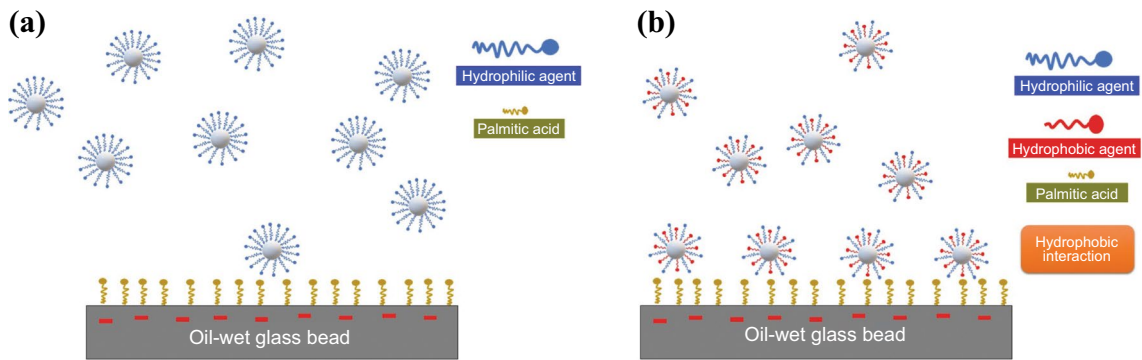 (a)
Hydrophilic agent
Palmitic acid
Oil-wet glass bead
(b)
Hydrophilic agent
Hydrophobic agent
Palmitic acid
Hydrophobic
interaction
Oil-wet glass bead